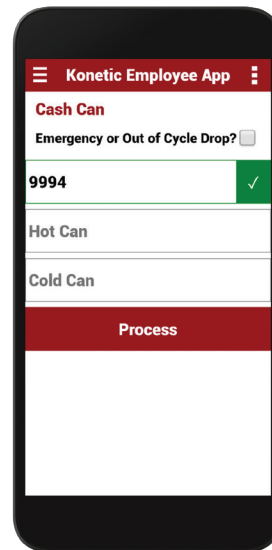 Konetic Employee App
Cash Can
Emergency or Out of Cycle Drop?
9994
Hot Can
Cold Can
Process